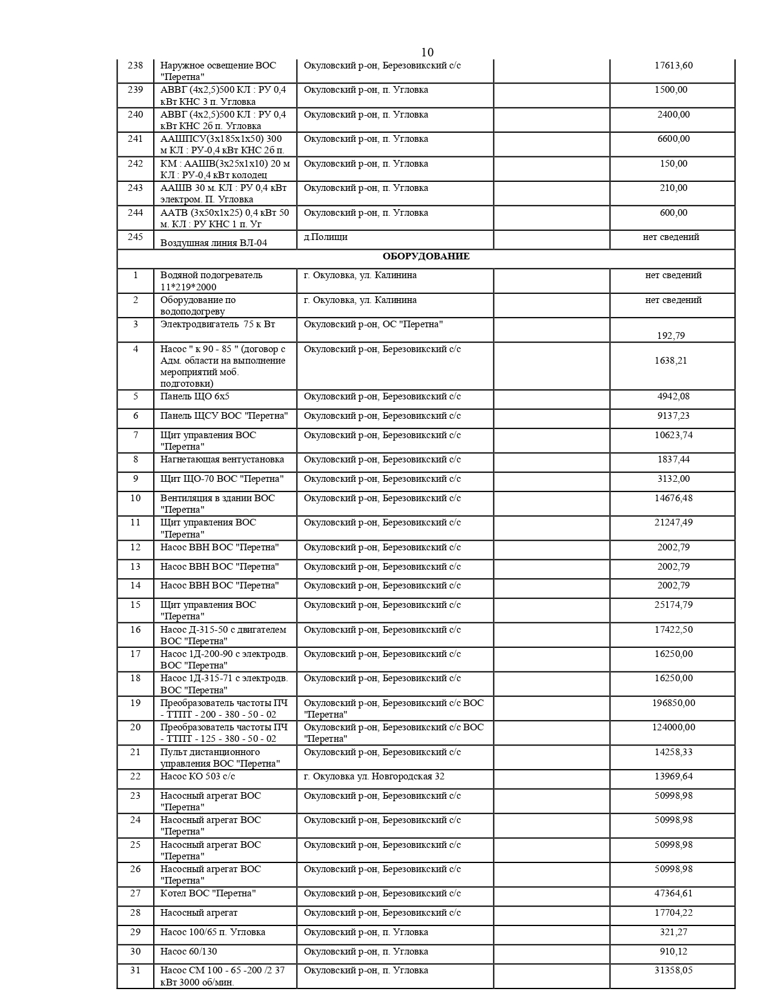 10
238 Наружное освещение ВОС Окуловский р-он, Березовикский с/с 17613,60
"Перетна"
239 АВВГ (4х2,5)500 КЛ : РУ 0,4 Окуловский р-он, п. Угловка 1500,00
кВт КНС 3 п. Угловка
240 АВВГ (4х2,5)500 КЛ : РУ 0,4 Окуловский р-он, п. Угловка 2400,00
кВт КНС 2б п. Угловка
241 ААШПСУ(3х185х1х50) 300 Окуловский р-он, п. Угловка 6600,00
м КЛ : РУ-0,4 кВт КНС 2б п.
242 КМ : ААШВ(3х25х1х10) 20 м Окуловский р-он, п. Угловка 150,00
КЛ : РУ-0,4 кВт колодец
243 ААШВ 30 м. КЛ : РУ 0,4 кВт Окуловский р-он, п. Угловка 210,00
электром. П. Угловка
244 ААТВ (3х50х1х25) 0,4 кВт 50 Окуловский р-он, п. Угловка 600,00
м. КЛ : РУ КНС 1 п. Уг
245 Воздушная линия ВЛ-04 д.Полищи нет сведений
ОБОРУДОВАНИЕ
1 Водяной подогреватель г. Окуловка, ул. Калинина нет сведений
11*219*2000
2 Оборудование по г. Окуловка, ул. Калинина нет сведений
водоподогреву
3 Электродвигатель 75 к Вт Окуловский р-он, ОС "Перетна"
192,79
4 Насос " к 90 - 85 " (договор с Окуловский р-он, Березовикский с/с
Адм. области на выполнение 1638,21
мероприятий моб.
подготовки)
5 Панель ЩО 6х5 Окуловский р-он, Березовикский с/с 4942,08
6 Панель ЩСУ ВОС "Перетна" Окуловский р-он, Березовикский с/с 9137,23
7 Щит управления ВОС Окуловский р-он, Березовикский с/с 10623,74
"Перетна"
8 Нагнетающая вентустановка Окуловский р-он, Березовикский с/с 1837,44
9 Щит ЩО-70 ВОС "Перетна" Окуловский р-он, Березовикский с/с 3132,00
10 Вентиляция в здании ВОС Окуловский р-он, Березовикский с/с 14676,48
"Перетна"
11 Щит управления ВОС Окуловский р-он, Березовикский с/с 21247,49
"Перетна"
12 Насос ВВН ВОС "Перетна" Окуловский р-он, Березовикский с/с 2002,79
13 Насос ВВН ВОС "Перетна" Окуловский р-он, Березовикский с/с 2002,79
14 Насос ВВН ВОС "Перетна" Окуловский р-он, Березовикский с/с 2002,79
15 Щит управления ВОС Окуловский р-он, Березовикский с/с 25174,79
"Перетна"
16 Насос Д-315-50 с двигателем Окуловский р-он, Березовикский с/с 17422,50
ВОС "Перетна"
17 Насос 1Д-200-90 с электродв. Окуловский р-он, Березовикский с/с 16250,00
ВОС "Перетна"
18 Насос 1Д-315-71 с электродв. Окуловский р-он, Березовикский с/с 16250,00
ВОС "Перетна"
19 Преобразователь частоты ПЧ Окуловский р-он, Березовикский с/с ВОС 196850,00
- ТТПТ - 200 - 380 - 50 - 02 "Перетна"
20 Преобразователь частоты ПЧ Окуловский р-он, Березовикский с/с ВОС 124000,00
- ТТПТ - 125 - 380 - 50 - 02 "Перетна"
21 Пульт дистанционного Окуловский р-он, Березовикский с/с 14258,33
управления ВОС "Перетна"
22 Насос КО 503 с/с г. Окуловка ул. Новгородская 32 13969,64
23 Насосный агрегат ВОС Окуловский р-он, Березовикский с/с 50998,98
"Перетна"
24 Насосный агрегат ВОС Окуловский р-он, Березовикский с/с 50998,98
"Перетна"
25 Насосный агрегат ВОС Окуловский р-он, Березовикский с/с 50998,98
"Перетна"
26 Насосный агрегат ВОС Окуловский р-он, Березовикский с/с 50998,98
"Перетна"
27 Котел ВОС "Перетна" Окуловский р-он, Березовикский с/с 47364,61
28 Насосный агрегат Окуловский р-он, Березовикский с/с 17704,22
29 Насос 100/65 п. Угловка Окуловский р-он, п. Угловка 321,27
30 Насос 60/130 Окуловский р-он, п. Угловка 910,12
31 Насос СМ 100 - 65 -200 /2 37 Окуловский р-он, п. Угловка 31358,05
кВт 3000 об/мин.